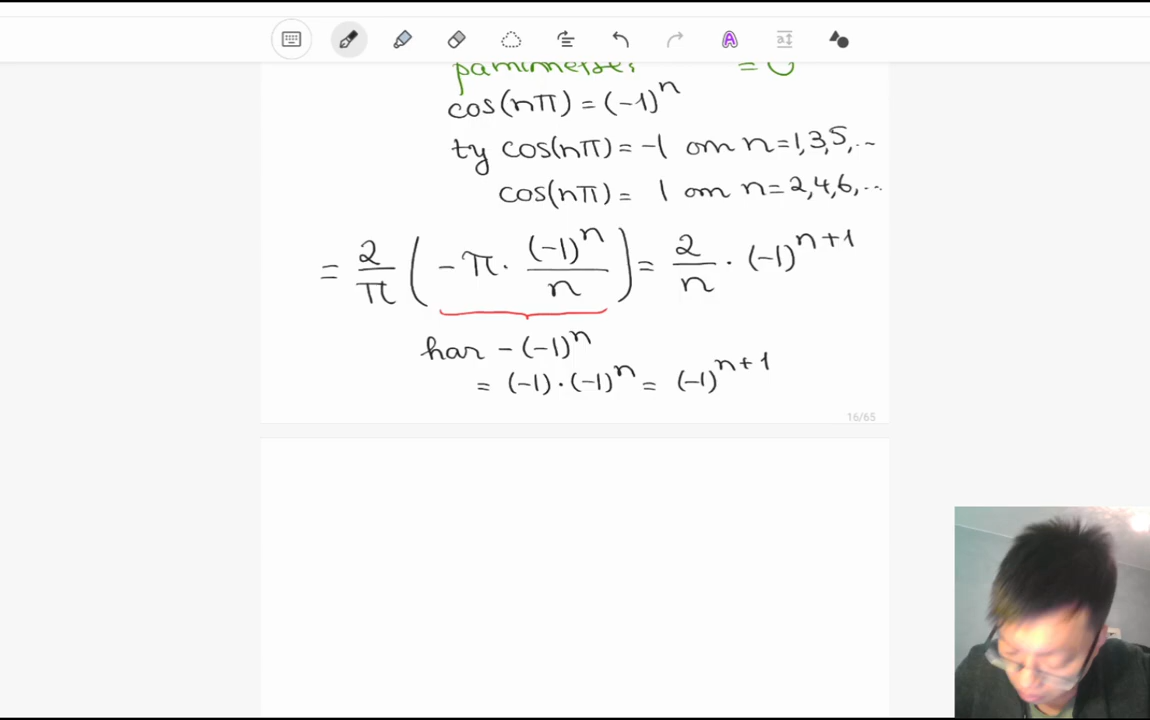 = 0
cos(nπ) = (-1)^n
ty cos(nπ) = -1 om n=1,3,5,...
cos(nπ) = 1 om n=2,4,6,...
= 2/π ( -π · (-1)^n / n ) = 2/n · (-1)^{n+1}
har -(-1)^n
= (-1)·(-1)^n = (-1)^{n+1}
16/65